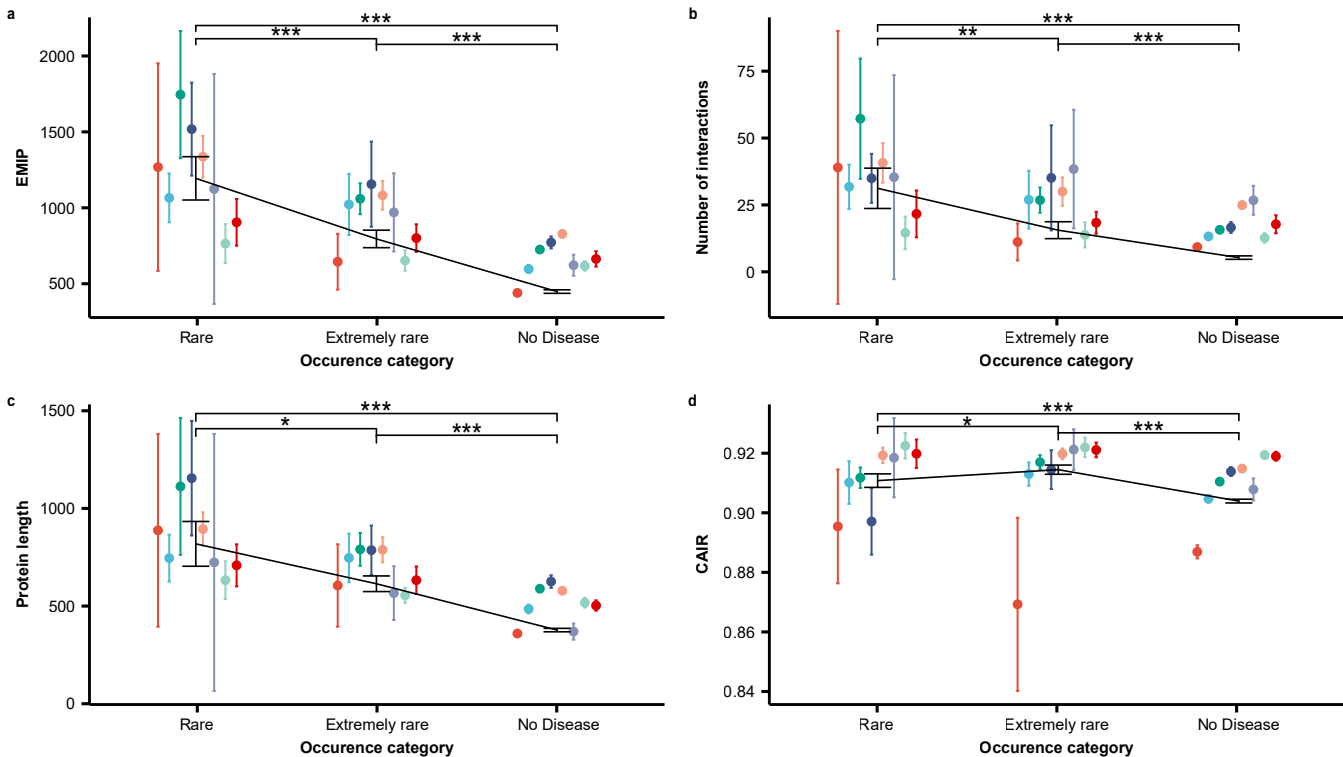 a
***
***
***
2000
1500
1000
500
EMIP
Rare
Extremely rare
No Disease
Occurence category
b
***
**
***
75
50
25
0
Number of interactions
Rare
Extremely rare
No Disease
Occurence category
c
***
*
***
1500
1000
500
0
Protein length
Rare
Extremely rare
No Disease
Occurence category
d
***
*
***
0.92
0.90
0.88
0.86
0.84
CAIR
Rare
Extremely rare
No Disease
Occurence category